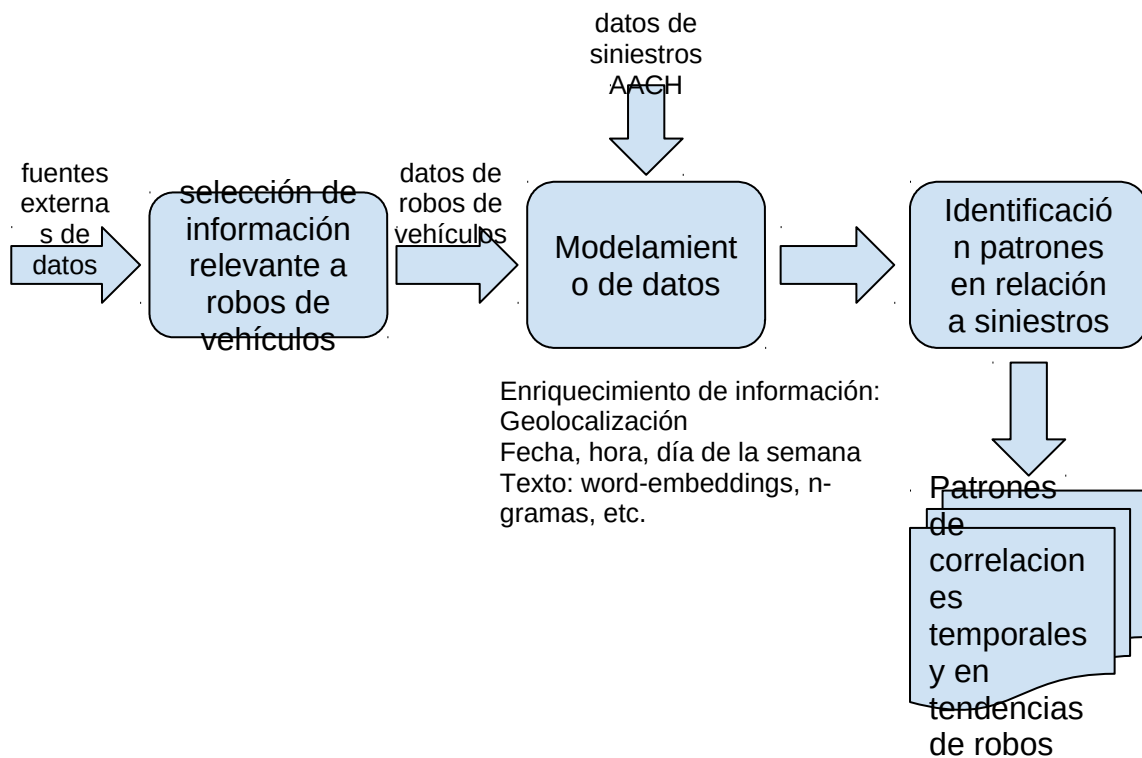 datos de
siniestros
AACH
fuentes
externa
s de
datos
selección de
información
relevante a
robos de
vehículos
datos de
robos de
vehículos
Modelamient
o de datos
Identificació
n patrones
en relación
a siniestros
Enriquecimiento de información:
Geolocalización
Fecha, hora, día de la semana
Texto: word-embeddings, n-
gramas, etc.
Patrones
de
correlacion
es
temporales
y en
tendencias
de robos